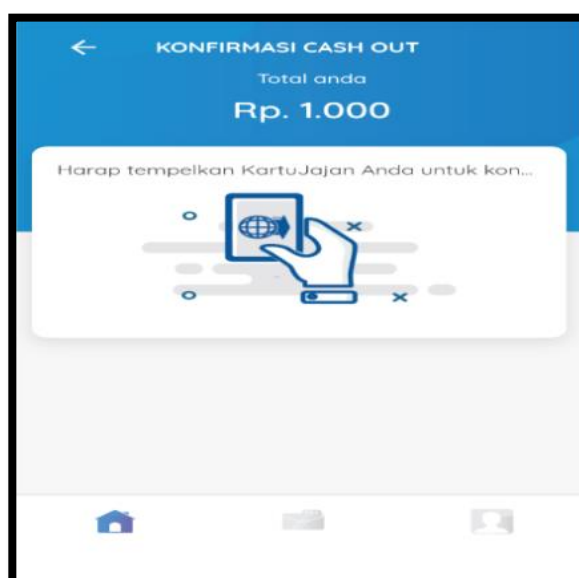 KONFIRMASI CASH OUT
Total anda
Rp. 1.000
Harap tempelkan KartuJajan Anda untuk kon...